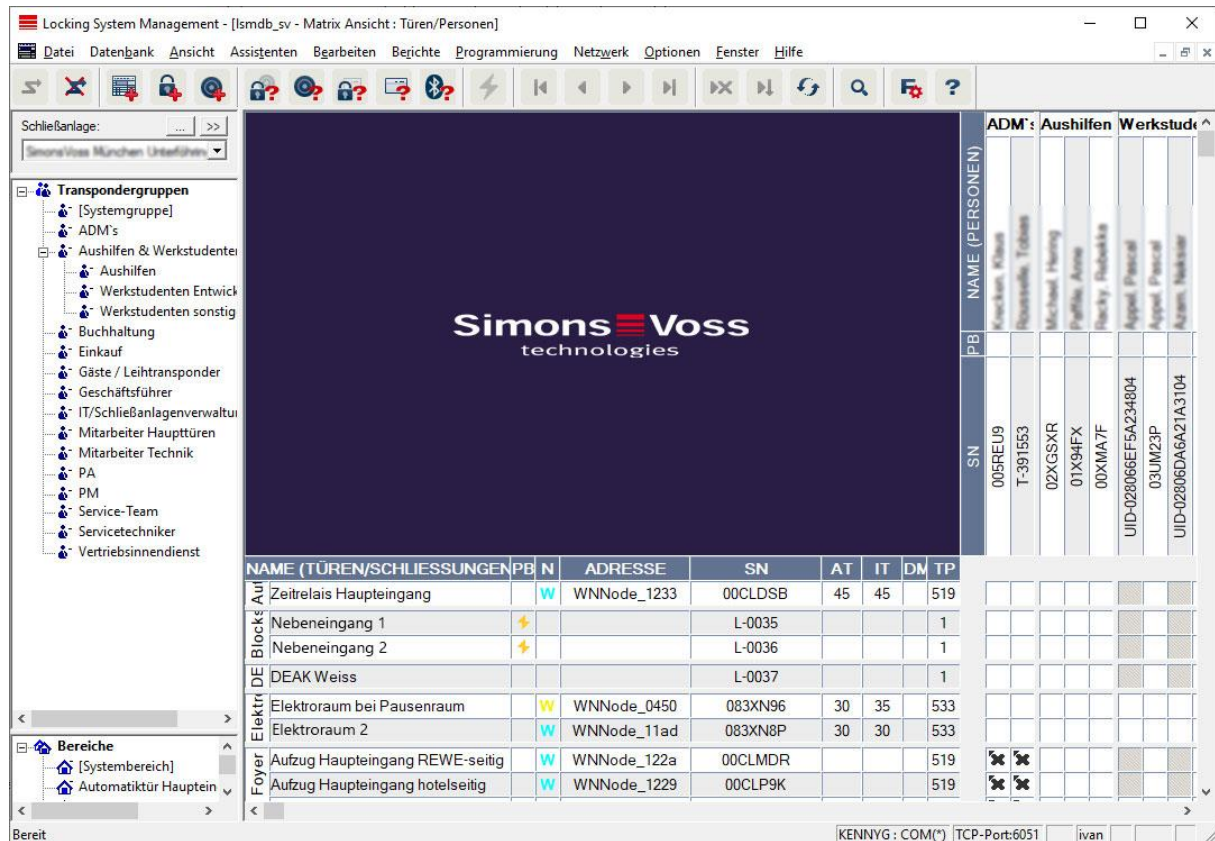 Locking System Management - [lsmdb_sv - Matrix Ansicht : Türen/Personen]
Datei Datenbank Ansicht Assistenten Bearbeiten Berichte Programmierung Netzwerk Optionen Fenster Hilfe
Schließanlage: ... >>
SimonsVoss München Unterföhring
Transpondergruppen
[Systemgruppe]
ADM`s
Aushilfen & Werkstudenten
Aushilfen
Werkstudenten Entwick
Werkstudenten sonstig
Buchhaltung
Einkauf
Gäste / Leihtransponder
Geschäftsführer
IT/Schließanlagenverwaltu
Mitarbeiter Haupttüren
Mitarbeiter Technik
PA
PM
Service-Team
Servicetechniker
Vertriebsinnendienst
Bereiche
[Systembereich]
Automatiktür Hauptein
Simons Voss
technologies
ADM`s Aushilfen Werkstude
NAME (PERSONEN)
PB
SN
005REU9
T-391553
02XGSXR
01X94FX
00XMA7F
UID-028066EF5A234804
03UM23P
UID-02806DA6A21A3104
NAME (TÜREN/SCHLIESSUNGEN PB N ADRESSE SN AT IT DM TP
Auf
Zeitrelais Haupteingang W WNNode_1233 00CLDSB 45 45 519
Blocks
Nebeneingang 1 L-0035 1
Nebeneingang 2 L-0036 1
DE
DEAK Weiss L-0037 1
Elektr
Elektroraum bei Pausenraum W WNNode_0450 083XN96 30 35 533
Elektroraum 2 W WNNode_11ad 083XN8P 30 30 533
Foyer
Aufzug Haupteingang REWE-seitig W WNNode_122a 00CLMDR 519
Aufzug Haupteingang hotelseitig W WNNode_1229 00CLP9K 519
Bereit KENNYG : COM(*) TCP-Port:6051 ivan